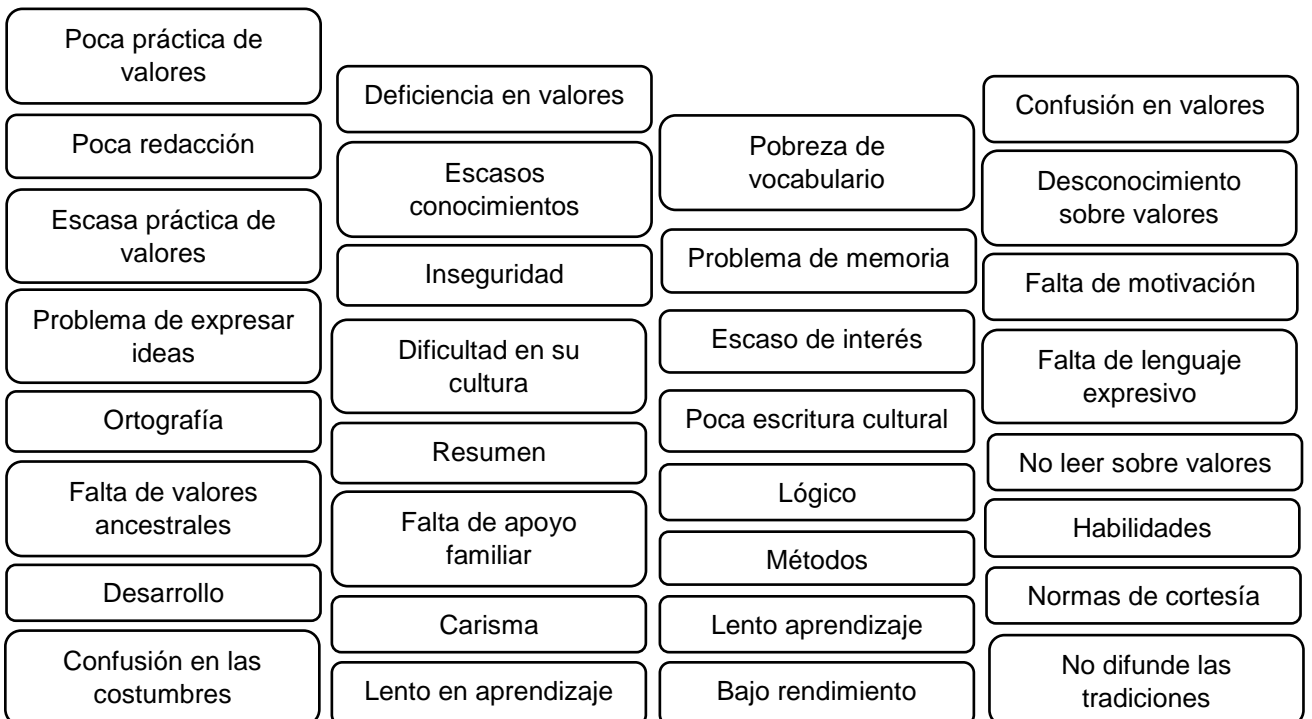 Poca práctica de
valores
Poca redacción
Escasa práctica de
valores
Problema de expresar
ideas
Ortografía
Falta de valores
ancestrales
Desarrollo
Confusión en las
costumbres
Deficiencia en valores
Escasos
conocimientos
Inseguridad
Dificultad en su
cultura
Resumen
Falta de apoyo
familiar
Carisma
Lento en aprendizaje
Pobreza de
vocabulario
Problema de memoria
Escaso de interés
Poca escritura cultural
Lógico
Métodos
Lento aprendizaje
Bajo rendimiento
Confusión en valores
Desconocimiento
sobre valores
Falta de motivación
Falta de lenguaje
expresivo
No leer sobre valores
Habilidades
Normas de cortesía
No difunde las
tradiciones